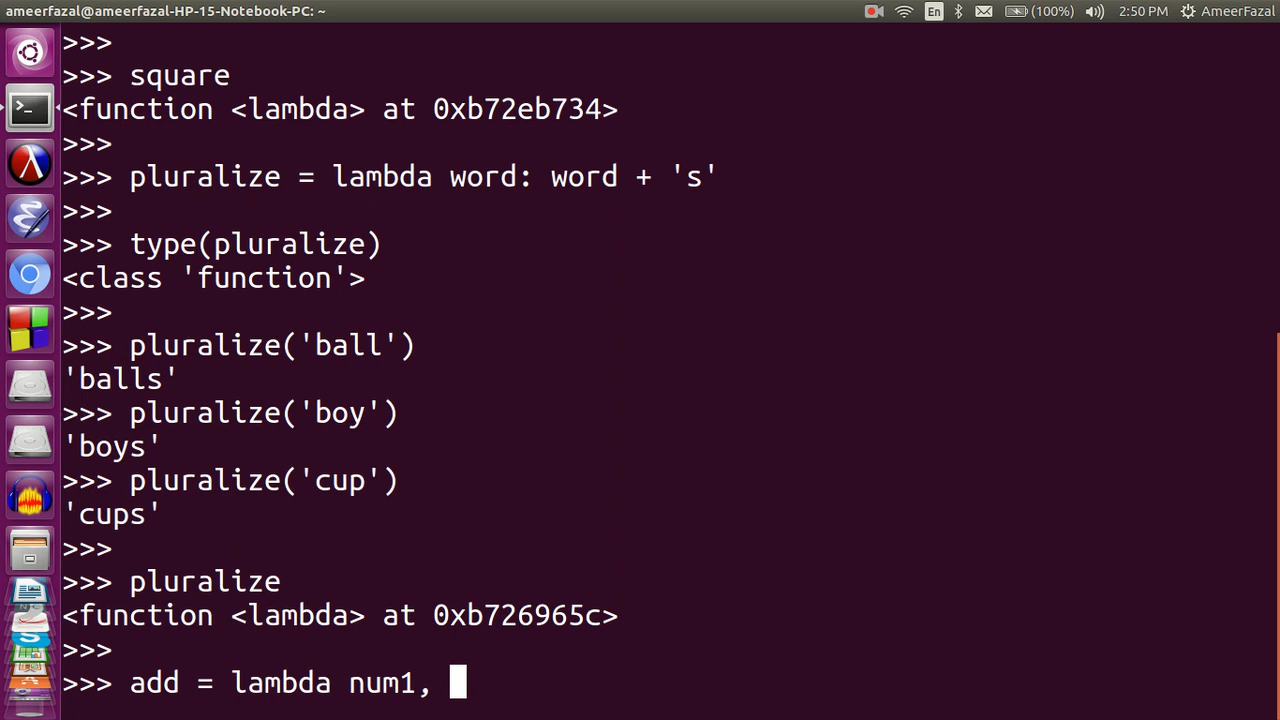 ameerfazal@ameerfazal-HP-15-Notebook-PC: ~ En (100%) 2:50 PM AmeerFazal
>>>
>>> square
<function <lambda> at 0xb72eb734>
>>>
>>> pluralize = lambda word: word + 's'
>>>
>>> type(pluralize)
<class 'function'>
>>>
>>> pluralize('ball')
'balls'
>>> pluralize('boy')
'boys'
>>> pluralize('cup')
'cups'
>>>
>>> pluralize
<function <lambda> at 0xb726965c>
>>>
>>> add = lambda num1,